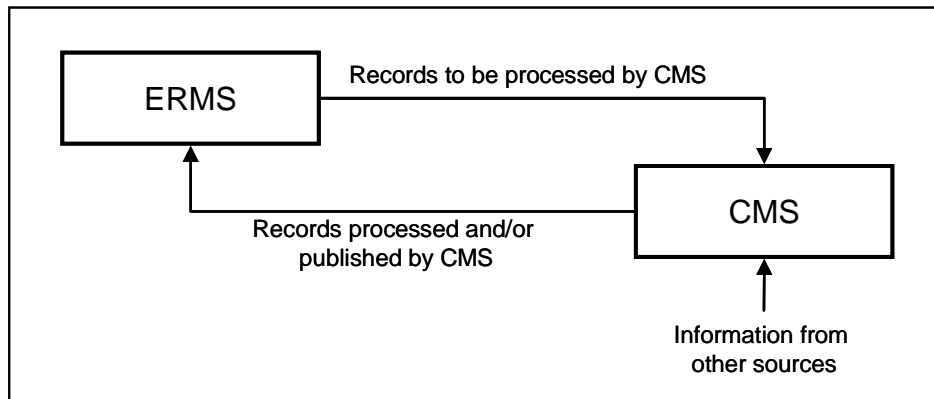 Records to be processed by CMS
ERMS
CMS
Records processed and/or
published by CMS
Information from
other sources